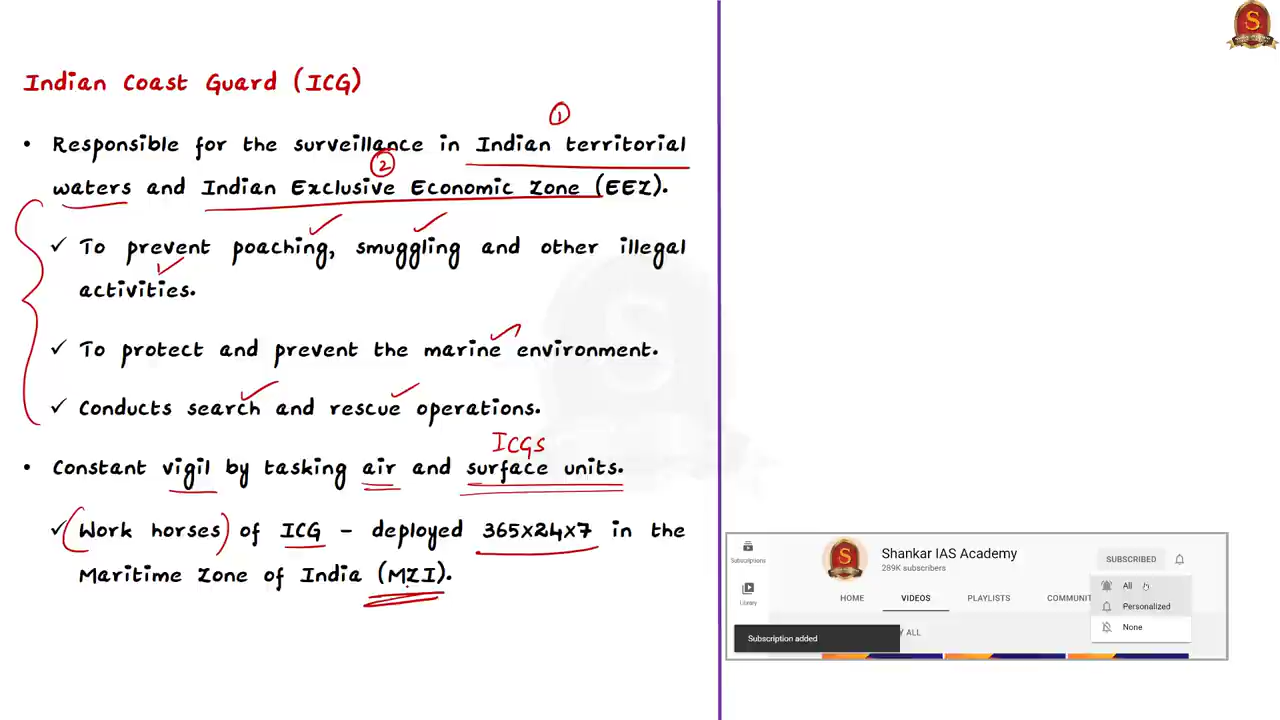 Indian Coast Guard (ICG)
①
• Responsible for the surveillance in Indian territorial
②
waters and Indian Exclusive Economic Zone (EEZ).
✓ To prevent poaching, smuggling and other illegal
activities.
✓ To protect and prevent the marine environment.
✓ Conducts search and rescue operations.
ICGS
• Constant vigil by tasking air and surface units.
✓ (Work horses) of ICG – deployed 365x24x7 in the
Maritime Zone of India (MZI).
Subscriptions
Library
Shankar IAS Academy
289K subscribers
SUBSCRIBED
HOME VIDEOS PLAYLISTS COMMUNIT
All
Personalized
None
Subscription added
Y ALL